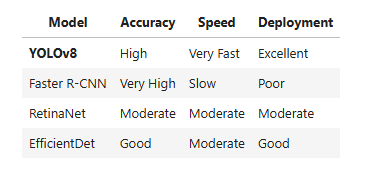 Model Accuracy Speed Deployment
YOLOv8 High Very Fast Excellent
Faster R-CNN Very High Slow Poor
RetinaNet Moderate Moderate Moderate
EfficientDet Good Moderate Good